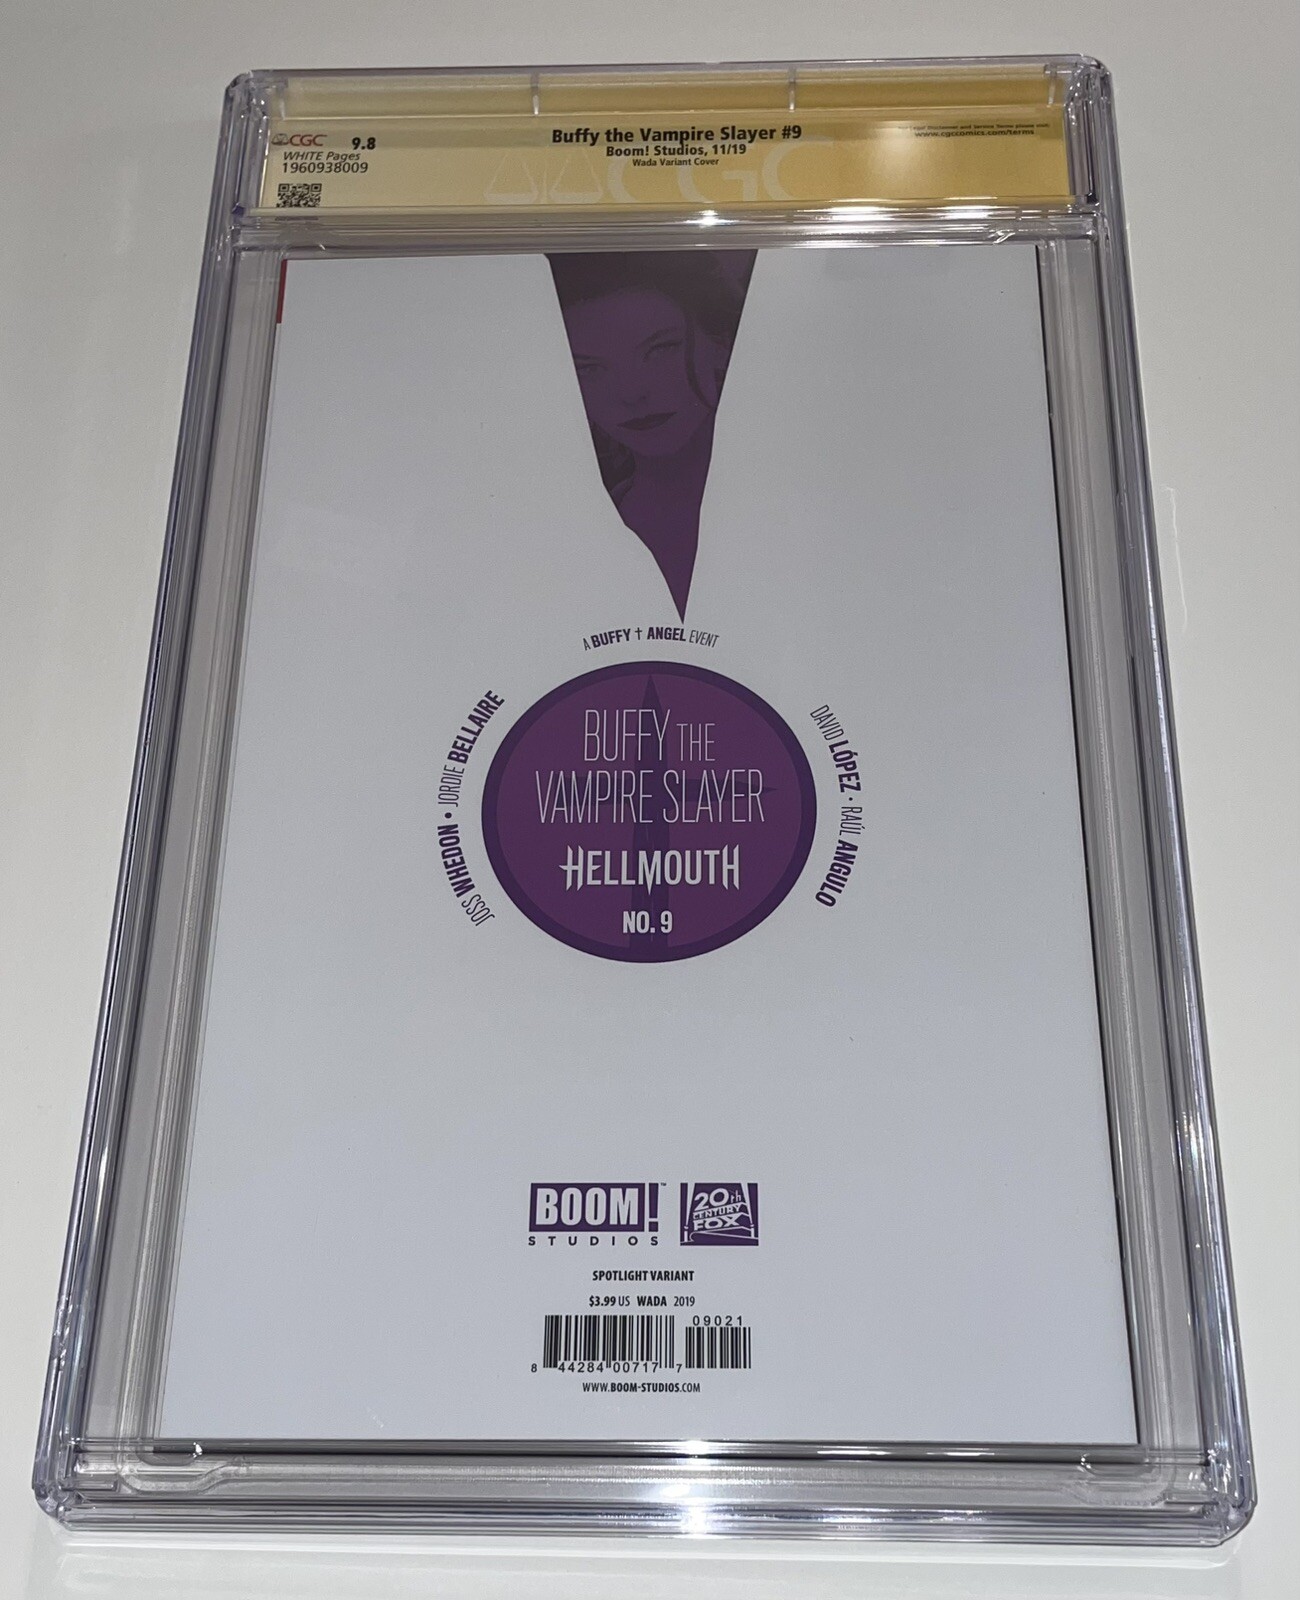 CGC 9.8
WHITE Pages
1960938009
Buffy the Vampire Slayer #9
Boom! Studios, 11/19
Wada Variant Cover
www.cgccomics.com/terms
CGC
A BUFFY † ANGEL EVENT
JOSS WHEDON • JORDIE BELLAIRE
DAVID LÓPEZ • RAÚL ANGULO
BUFFY THE
VAMPIRE SLAYER
HELLMOUTH
NO. 9
BOOM!™
STUDIOS
20th
CENTURY
FOX
SPOTLIGHT VARIANT
$3.99 US WADA 2019
09021
8 44284 00717 7
WWW.BOOM-STUDIOS.COM